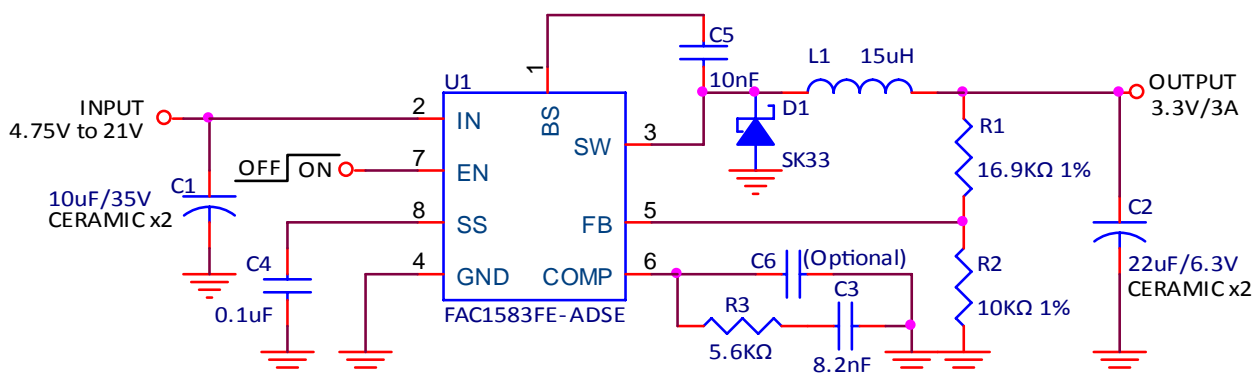 C5
10nF
L1
15uH
OUTPUT
3.3V/3A
U1
1
INPUT
4.75V to 21V
2
IN
BS
SW
3
D1
SK33
R1
16.9KΩ 1%
OFF
ON
7
EN
C1
10uF/35V
CERAMIC x2
8
SS
FB
5
C2
22uF/6.3V
CERAMIC x2
C4
0.1uF
4
GND
COMP
6
C6
(Optional)
R2
10KΩ 1%
R3
5.6KΩ
C3
8.2nF
FAC1583FE-ADSE